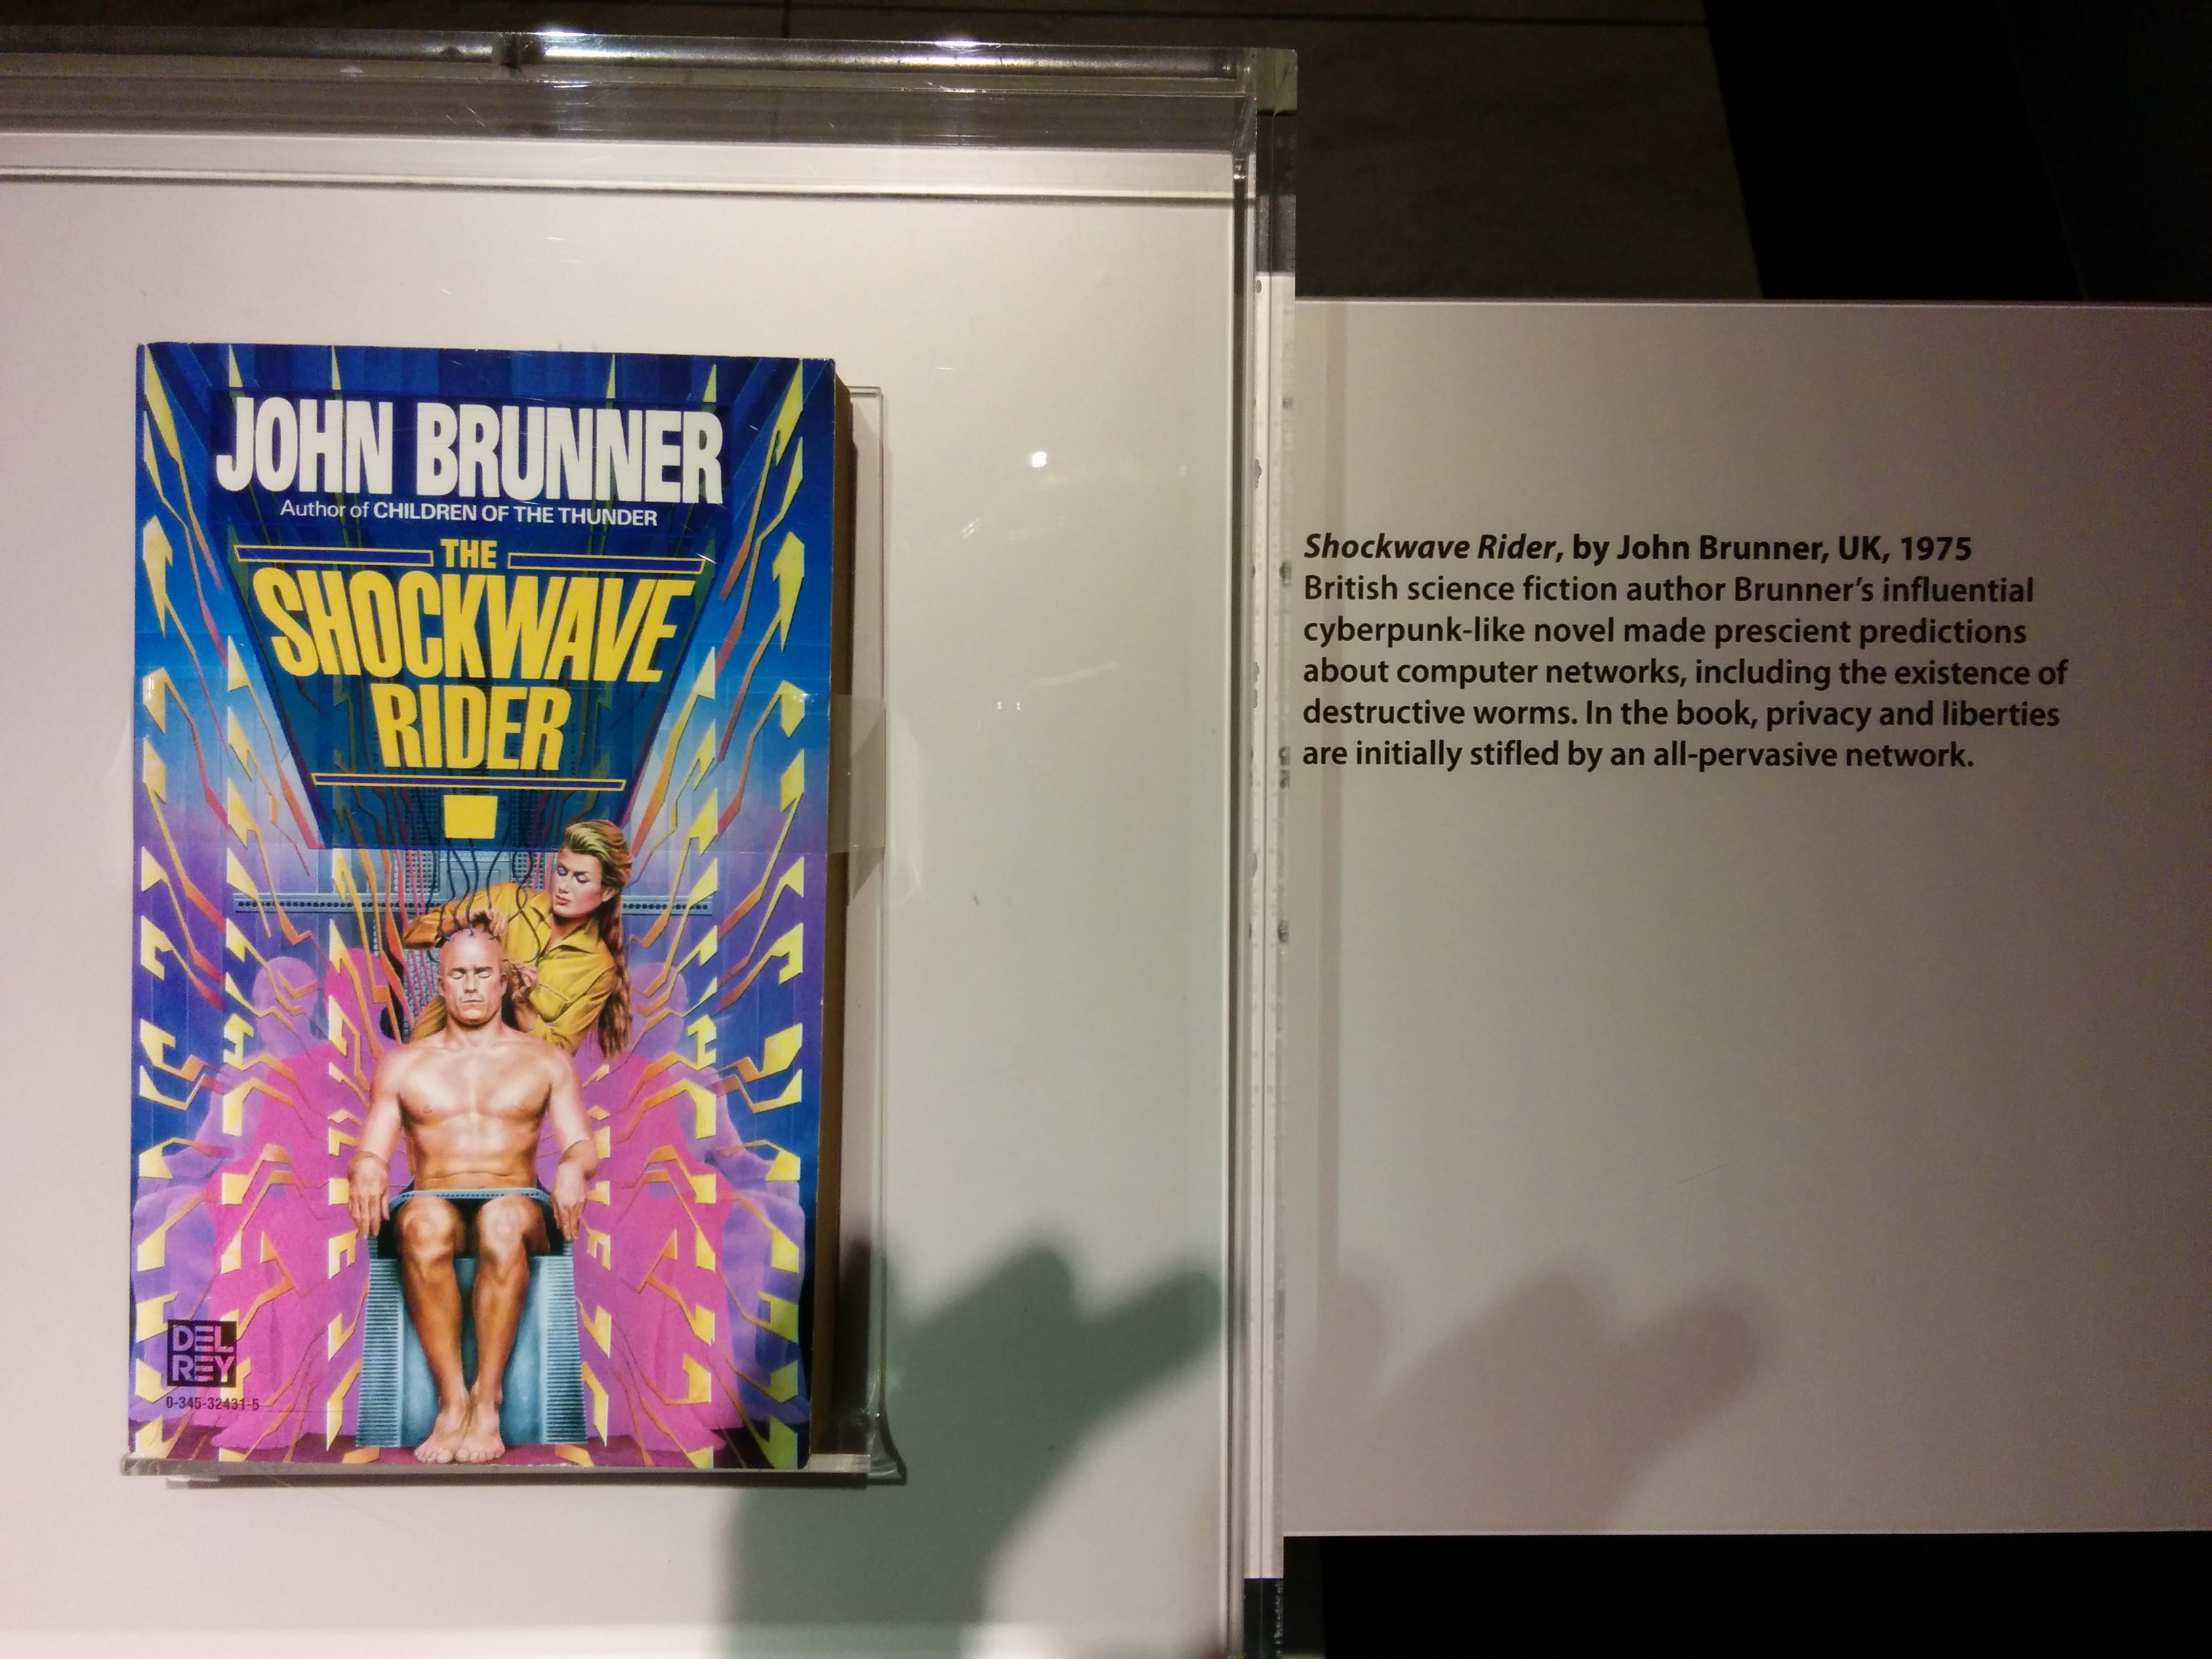 JOHN BRUNNER
Author of CHILDREN OF THE THUNDER
THE
SHOCKWAVE
RIDER
DEL
REY
0-345-32431-5
Shockwave Rider, by John Brunner, UK, 1975
British science fiction author Brunner's influential
cyberpunk-like novel made prescient predictions
about computer networks, including the existence of
destructive worms. In the book, privacy and liberties
are initially stifled by an all-pervasive network.